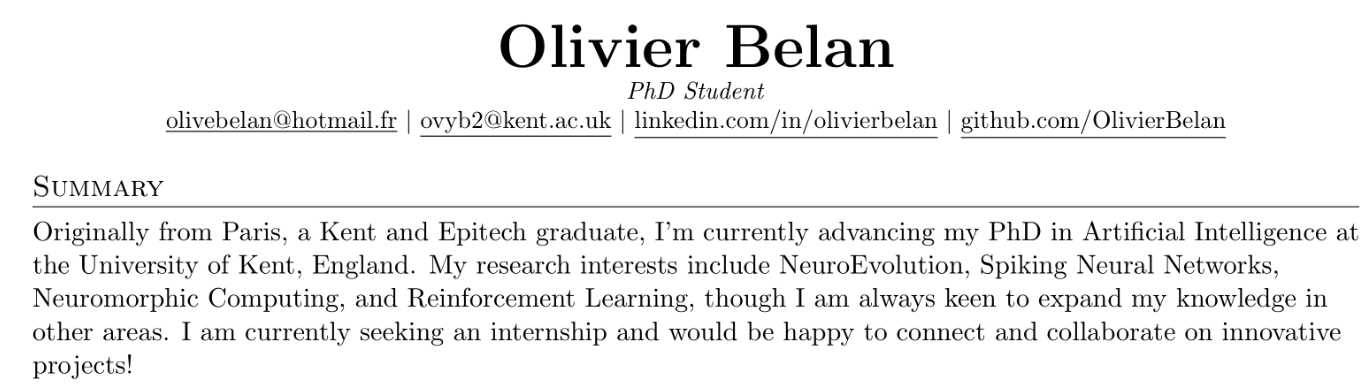 Olivier Belan
PhD Student
olivebelan@hotmail.fr | ovyb2@kent.ac.uk | linkedin.com/in/olivierbelan | github.com/OlivierBelan
Summary
Originally from Paris, a Kent and Epitech graduate, I'm currently advancing my PhD in Artificial Intelligence at
the University of Kent, England. My research interests include NeuroEvolution, Spiking Neural Networks,
Neuromorphic Computing, and Reinforcement Learning, though I am always keen to expand my knowledge in
other areas. I am currently seeking an internship and would be happy to connect and collaborate on innovative
projects!